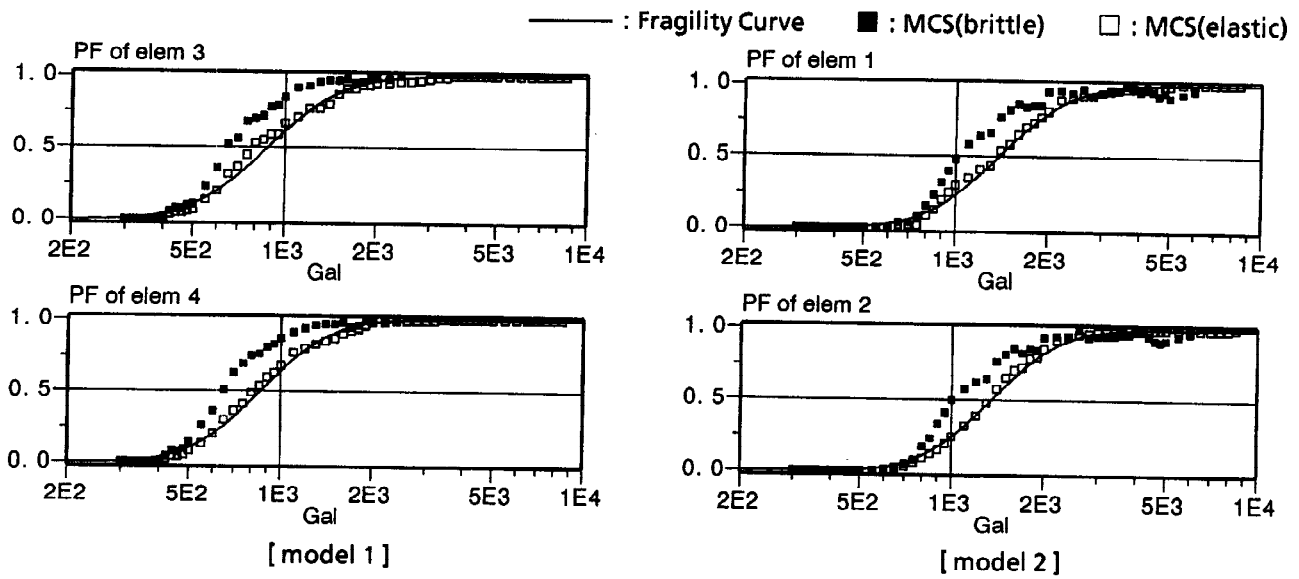 : Fragility Curve : MCS(brittle) : MCS(elastic)
PF of elem 3
1. 0
0. 5
0. 0
2E2 5E2 1E3 2E3 5E3 1E4
Gal
PF of elem 1
1. 0
0. 5
0. 0
2E2 5E2 1E3 2E3 5E3 1E4
Gal
PF of elem 4
1. 0
0. 5
0. 0
2E2 5E2 1E3 2E3 5E3 1E4
Gal
[ model 1 ]
PF of elem 2
1. 0
0. 5
0. 0
2E2 5E2 1E3 2E3 5E3 1E4
Gal
[ model 2 ]